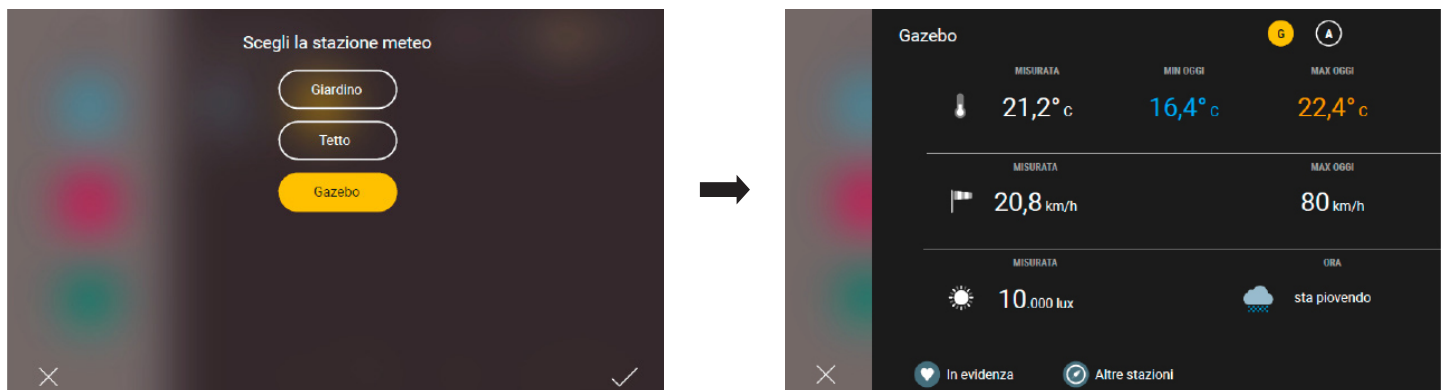 Scegli la stazione meteo
Giardino
Tetto
Gazebo
Gazebo
G A
MISURATA MIN OGGI MAX OGGI
21,2° c 16,4° c 22,4° c
MISURATA MAX OGGI
20,8 km/h 80 km/h
MISURATA ORA
10.000 lux sta piovendo
In evidenza Altre stazioni